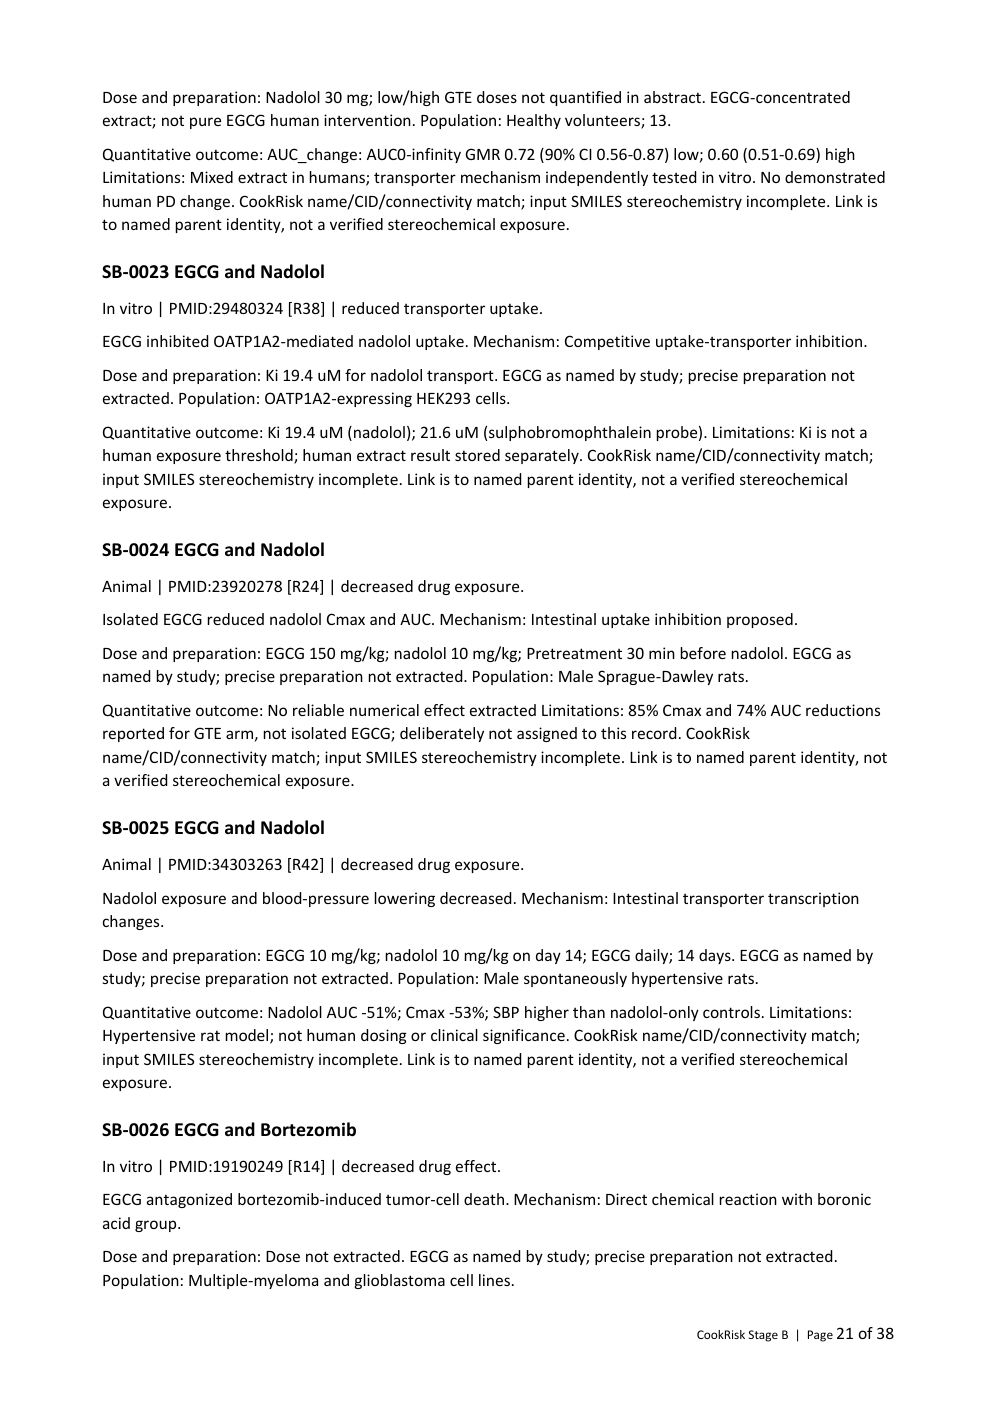 Dose and preparation: Nadolol 30 mg; low/high GTE doses not quantified in abstract. EGCG-concentrated
extract; not pure EGCG human intervention. Population: Healthy volunteers; 13.
Quantitative outcome: AUC_change: AUC0-infinity GMR 0.72 (90% CI 0.56-0.87) low; 0.60 (0.51-0.69) high
Limitations: Mixed extract in humans; transporter mechanism independently tested in vitro. No demonstrated
human PD change. CookRisk name/CID/connectivity match; input SMILES stereochemistry incomplete. Link is
to named parent identity, not a verified stereochemical exposure.
SB-0023 EGCG and Nadolol
In vitro | PMID:29480324 [R38] | reduced transporter uptake.
EGCG inhibited OATP1A2-mediated nadolol uptake. Mechanism: Competitive uptake-transporter inhibition.
Dose and preparation: Ki 19.4 uM for nadolol transport. EGCG as named by study; precise preparation not
extracted. Population: OATP1A2-expressing HEK293 cells.
Quantitative outcome: Ki 19.4 uM (nadolol); 21.6 uM (sulphobromophthalein probe). Limitations: Ki is not a
human exposure threshold; human extract result stored separately. CookRisk name/CID/connectivity match;
input SMILES stereochemistry incomplete. Link is to named parent identity, not a verified stereochemical
exposure.
SB-0024 EGCG and Nadolol
Animal | PMID:23920278 [R24] | decreased drug exposure.
Isolated EGCG reduced nadolol Cmax and AUC. Mechanism: Intestinal uptake inhibition proposed.
Dose and preparation: EGCG 150 mg/kg; nadolol 10 mg/kg; Pretreatment 30 min before nadolol. EGCG as
named by study; precise preparation not extracted. Population: Male Sprague-Dawley rats.
Quantitative outcome: No reliable numerical effect extracted Limitations: 85% Cmax and 74% AUC reductions
reported for GTE arm, not isolated EGCG; deliberately not assigned to this record. CookRisk
name/CID/connectivity match; input SMILES stereochemistry incomplete. Link is to named parent identity, not
a verified stereochemical exposure.
SB-0025 EGCG and Nadolol
Animal | PMID:34303263 [R42] | decreased drug exposure.
Nadolol exposure and blood-pressure lowering decreased. Mechanism: Intestinal transporter transcription
changes.
Dose and preparation: EGCG 10 mg/kg; nadolol 10 mg/kg on day 14; EGCG daily; 14 days. EGCG as named by
study; precise preparation not extracted. Population: Male spontaneously hypertensive rats.
Quantitative outcome: Nadolol AUC -51%; Cmax -53%; SBP higher than nadolol-only controls. Limitations:
Hypertensive rat model; not human dosing or clinical significance. CookRisk name/CID/connectivity match;
input SMILES stereochemistry incomplete. Link is to named parent identity, not a verified stereochemical
exposure.
SB-0026 EGCG and Bortezomib
In vitro | PMID:19190249 [R14] | decreased drug effect.
EGCG antagonized bortezomib-induced tumor-cell death. Mechanism: Direct chemical reaction with boronic
acid group.
Dose and preparation: Dose not extracted. EGCG as named by study; precise preparation not extracted.
Population: Multiple-myeloma and glioblastoma cell lines.
CookRisk Stage B | Page 21 of 38